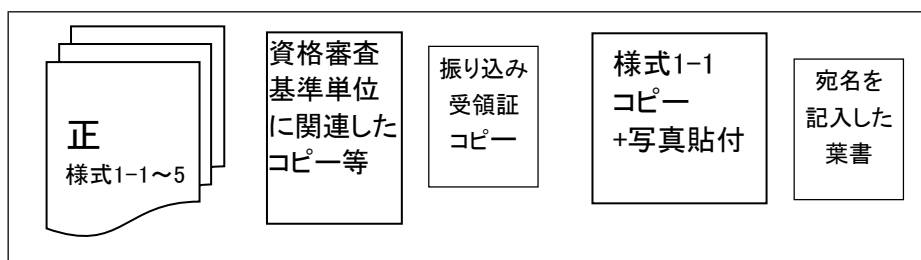 正
様式1-1～5
資格審査
基準単位
に関連した
コピー等
振り込み
受領証
コピー
様式1-1
コピー
+写真貼付
宛名を
記入した
葉書